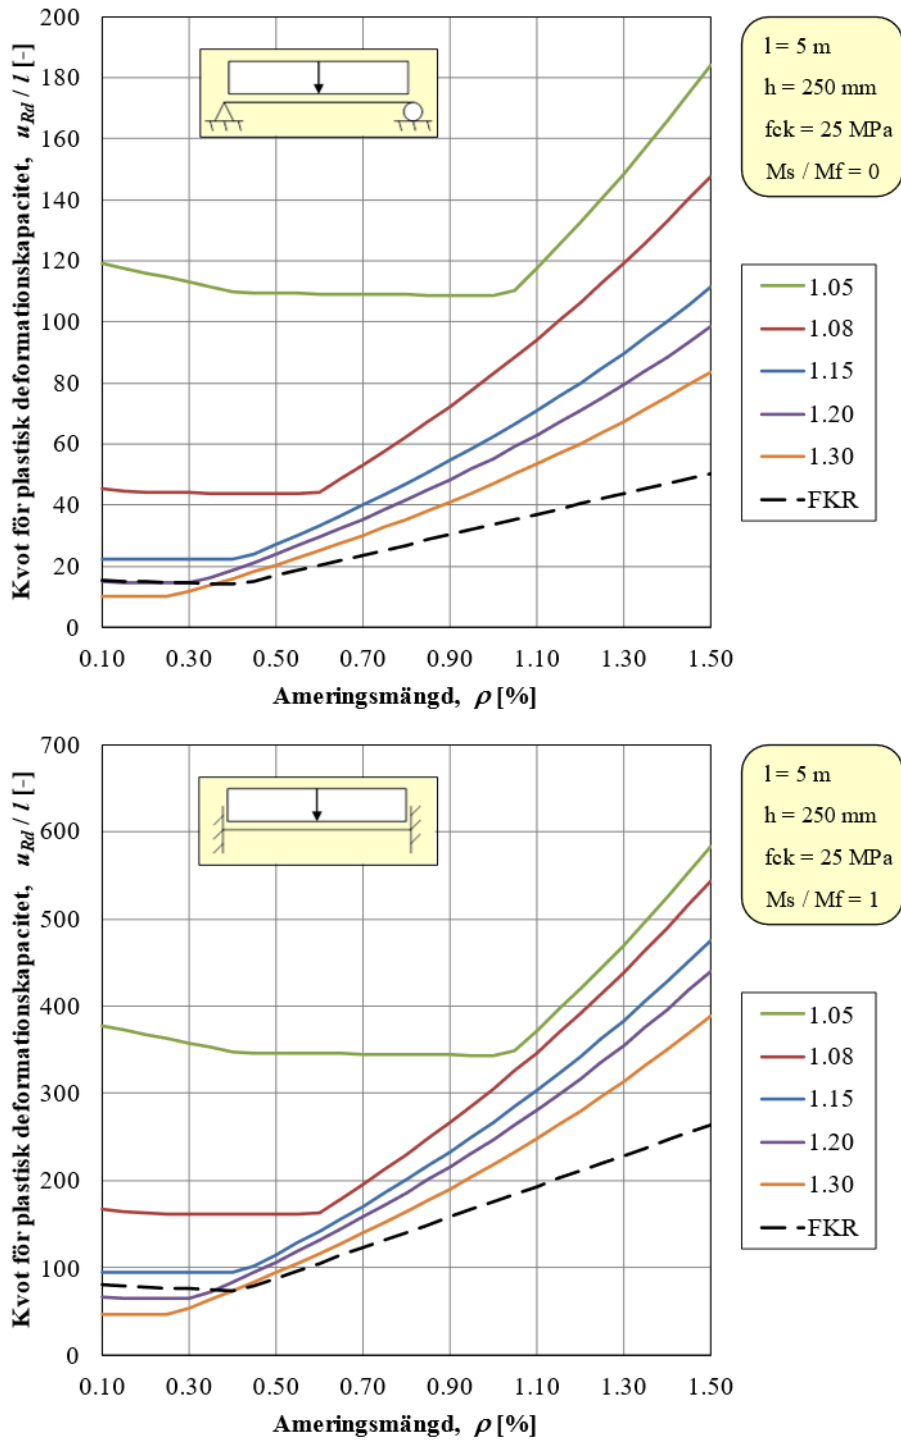 Kvot för plastisk deformationskapacitet, u_Rd / l [-]
200
180
160
140
120
100
80
60
40
20
0
0.10 0.30 0.50 0.70 0.90 1.10 1.30 1.50
Ameringsmängd, ρ [%]
l = 5 m
h = 250 mm
fck = 25 MPa
Ms / Mf = 0
1.05
1.08
1.15
1.20
1.30
FKR
Kvot för plastisk deformationskapacitet, u_Rd / l [-]
700
600
500
400
300
200
100
0
0.10 0.30 0.50 0.70 0.90 1.10 1.30 1.50
Ameringsmängd, ρ [%]
l = 5 m
h = 250 mm
fck = 25 MPa
Ms / Mf = 1
1.05
1.08
1.15
1.20
1.30
FKR